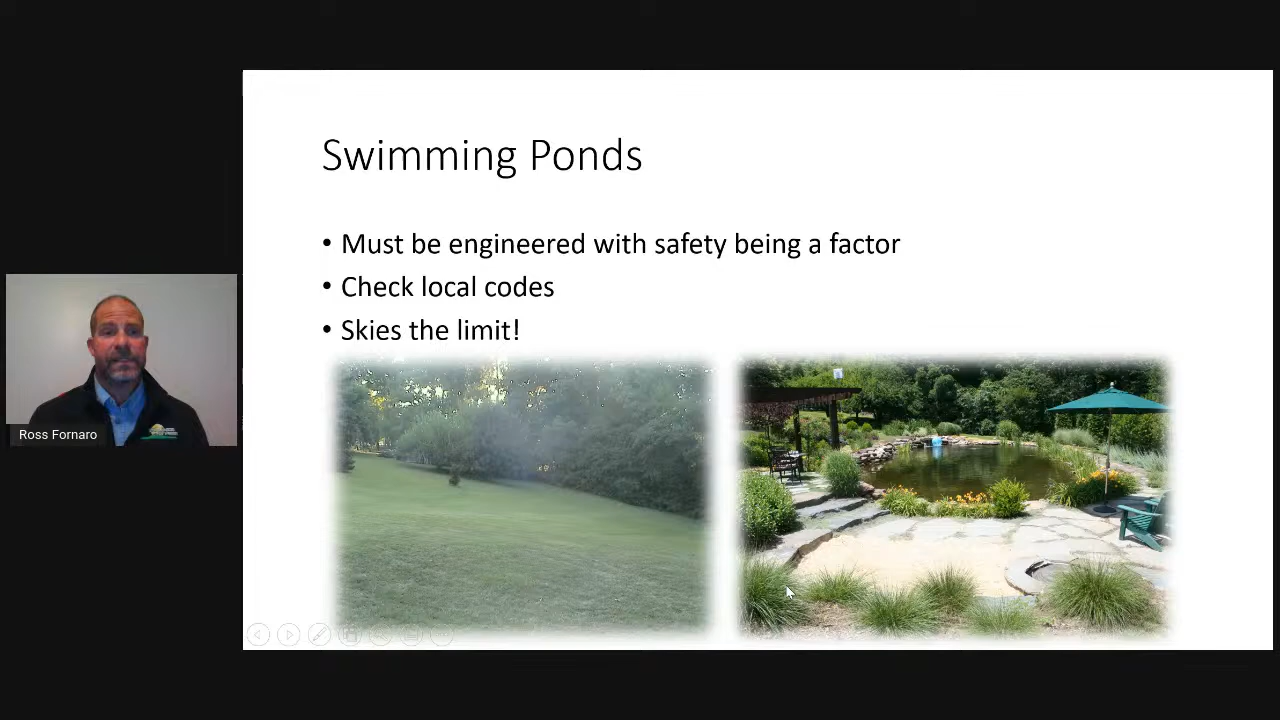 Swimming Ponds
• Must be engineered with safety being a factor
• Check local codes
• Skies the limit!
Ross Fornaro